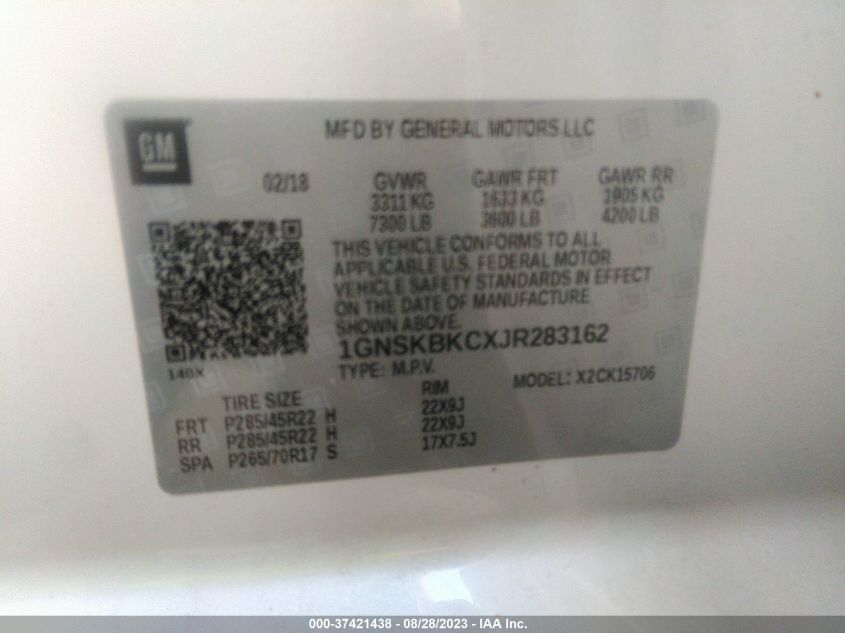 GM
MFD BY GENERAL MOTORS LLC
02/18
GVWR GAWR FRT GAWR RR
3311 KG 1633 KG 1905 KG
7300 LB 3600 LB 4200 LB
THIS VEHICLE CONFORMS TO ALL
APPLICABLE U.S. FEDERAL MOTOR
VEHICLE SAFETY STANDARDS IN EFFECT
ON THE DATE OF MANUFACTURE
SHOWN ABOVE.
1GNSKBKCXJR283162
140X
TYPE: M.P.V. MODEL: X2CK15706
TIRE SIZE RIM
FRT P285/45R22 H 22X9J
RR P285/45R22 H 22X9J
SPA P265/70R17 S 17X7.5J
000-37421438 - 08/28/2023 - IAA Inc.